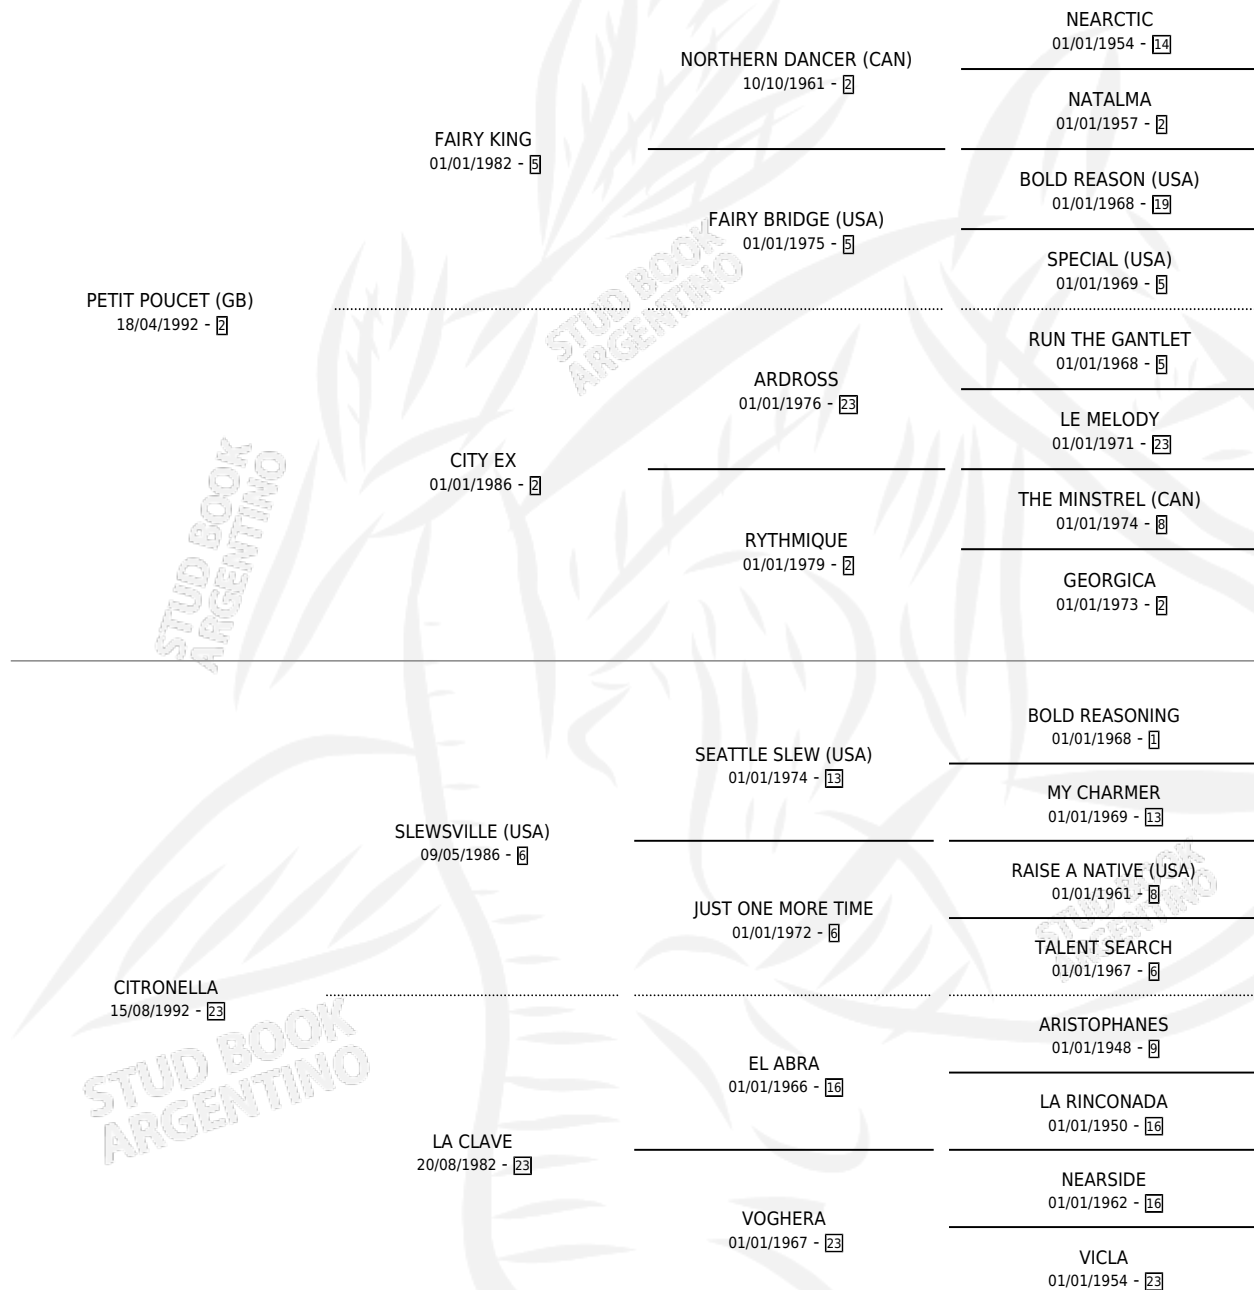 NEARCTIC
01/01/1954 - 14
NORTHERN DANCER (CAN)
10/10/1961 - 2
NATALMA
01/01/1957 - 2
FAIRY KING
01/01/1982 - 5
BOLD REASON (USA)
01/01/1968 - 19
FAIRY BRIDGE (USA)
01/01/1975 - 5
SPECIAL (USA)
01/01/1969 - 5
PETIT POUCET (GB)
18/04/1992 - 2
STUD BOOK
ARGENTINO
RUN THE GANTLET
01/01/1968 - 5
ARDROSS
01/01/1976 - 23
LE MELODY
01/01/1971 - 23
CITY EX
01/01/1986 - 2
THE MINSTREL (CAN)
01/01/1974 - 8
RYTHMIQUE
01/01/1979 - 2
GEORGICA
01/01/1973 - 2
STUD BOOK
ARGENTINO
BOLD REASONING
01/01/1968 - 1
SEATTLE SLEW (USA)
01/01/1974 - 13
MY CHARMER
01/01/1969 - 13
SLEWSVILLE (USA)
09/05/1986 - 6
RAISE A NATIVE (USA)
01/01/1961 - 8
JUST ONE MORE TIME
01/01/1972 - 6
STUD BOOK
ARGENTINO
TALENT SEARCH
01/01/1967 - 6
CITRONELLA
15/08/1992 - 23
STUD BOOK
ARGENTINO
ARISTOPHANES
01/01/1948 - 9
EL ABRA
01/01/1966 - 16
LA RINCONADA
01/01/1950 - 16
LA CLAVE
20/08/1982 - 23
NEARSIDE
01/01/1962 - 16
VOGHERA
01/01/1967 - 23
VICLA
01/01/1954 - 23